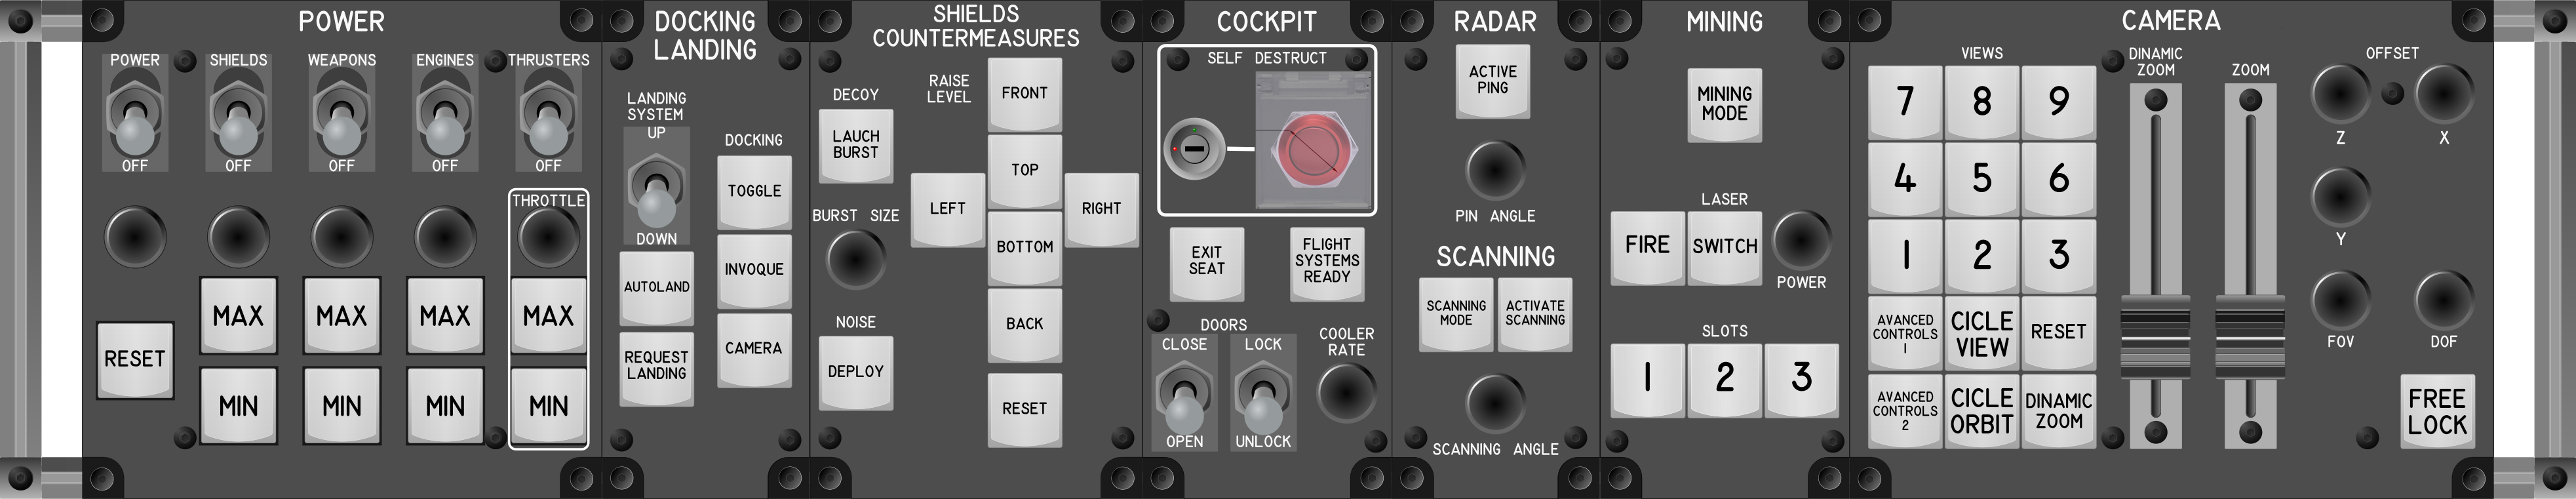 POWER
POWER
OFF
SHIELDS
OFF
WEAPONS
OFF
ENGINES
OFF
THRUSTERS
OFF
THROTTLE
RESET
MAX
MIN
MAX
MIN
MAX
MIN
MAX
MIN
DOCKING
LANDING
LANDING
SYSTEM
UP
DOWN
AUTOLAND
REQUEST
LANDING
DOCKING
TOGGLE
INVOQUE
CAMERA
SHIELDS
COUNTERMEASURES
DECOY
LAUCH
BURST
BURST SIZE
NOISE
DEPLOY
RAISE
LEVEL
FRONT
TOP
LEFT
RIGHT
BOTTOM
BACK
RESET
COCKPIT
SELF DESTRUCT
EXIT
SEAT
FLIGHT
SYSTEMS
READY
DOORS
CLOSE
OPEN
LOCK
UNLOCK
COOLER
RATE
RADAR
ACTIVE
PING
PIN ANGLE
SCANNING
SCANNING
MODE
ACTIVATE
SCANNING
SCANNING ANGLE
MINING
MINING
MODE
LASER
FIRE
SWITCH
POWER
SLOTS
1
2
3
CAMERA
VIEWS
7
8
9
4
5
6
1
2
3
AVANCED
CONTROLS
1
CICLE
VIEW
RESET
AVANCED
CONTROLS
2
CICLE
ORBIT
DINAMIC
ZOOM
DINAMIC
ZOOM
ZOOM
OFFSET
Z
X
Y
FOV
DOF
FREE
LOCK